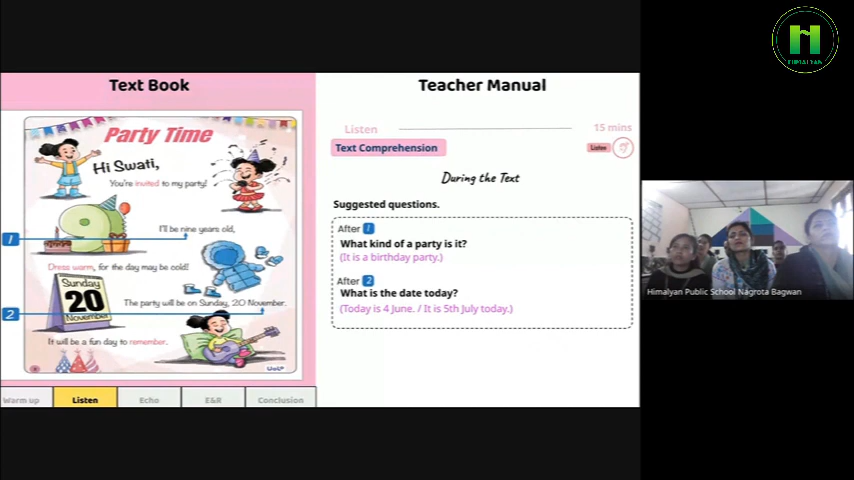 HIMALYAN
Text Book
Party Time
Hi Swati,
You're invited to my party!
9
I'll be nine years old,
1
Dress warm, for the day may be cold!
Sunday
20
November
The party will be on Sunday, 20 November.
2
It will be a fun day to remember.
Warm up
Listen
Echo
E&R
Conclusion
Teacher Manual
Listen
15 mins
Text Comprehension
Listen
During the Text
Suggested questions.
After 1
What kind of a party is it?
(It is a birthday party.)
After 2
What is the date today?
(Today is 4 June. / It is 5th July today.)
Himalyan Public School Nagrota Bagwan